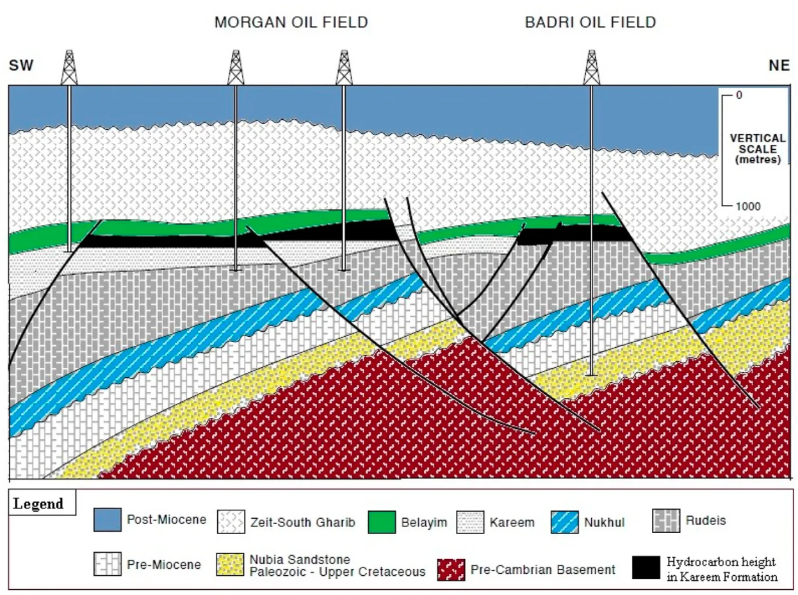 MORGAN OIL FIELD
BADRI OIL FIELD
SW
NE
0
VERTICAL
SCALE
(metres)
1000
Legend
Post-Miocene
Zeit-South Gharib
Belayim
Kareem
Nukhul
Rudeis
Pre-Miocene
Nubia Sandstone
Paleozoic - Upper Cretaceous
Pre-Cambrian Basement
Hydrocarbon height
in Kareem Formation